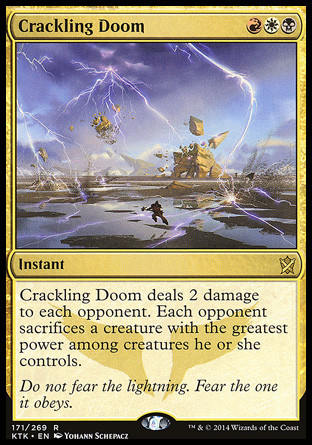 Crackling Doom
Instant
Crackling Doom deals 2 damage
to each opponent. Each opponent
sacrifices a creature with the greatest
power among creatures he or she
controls.
Do not fear the lightning. Fear the one
it obeys.
171/269 R
KTK • EN Yohann Schepacz
™ & © 2014 Wizards of the Coast